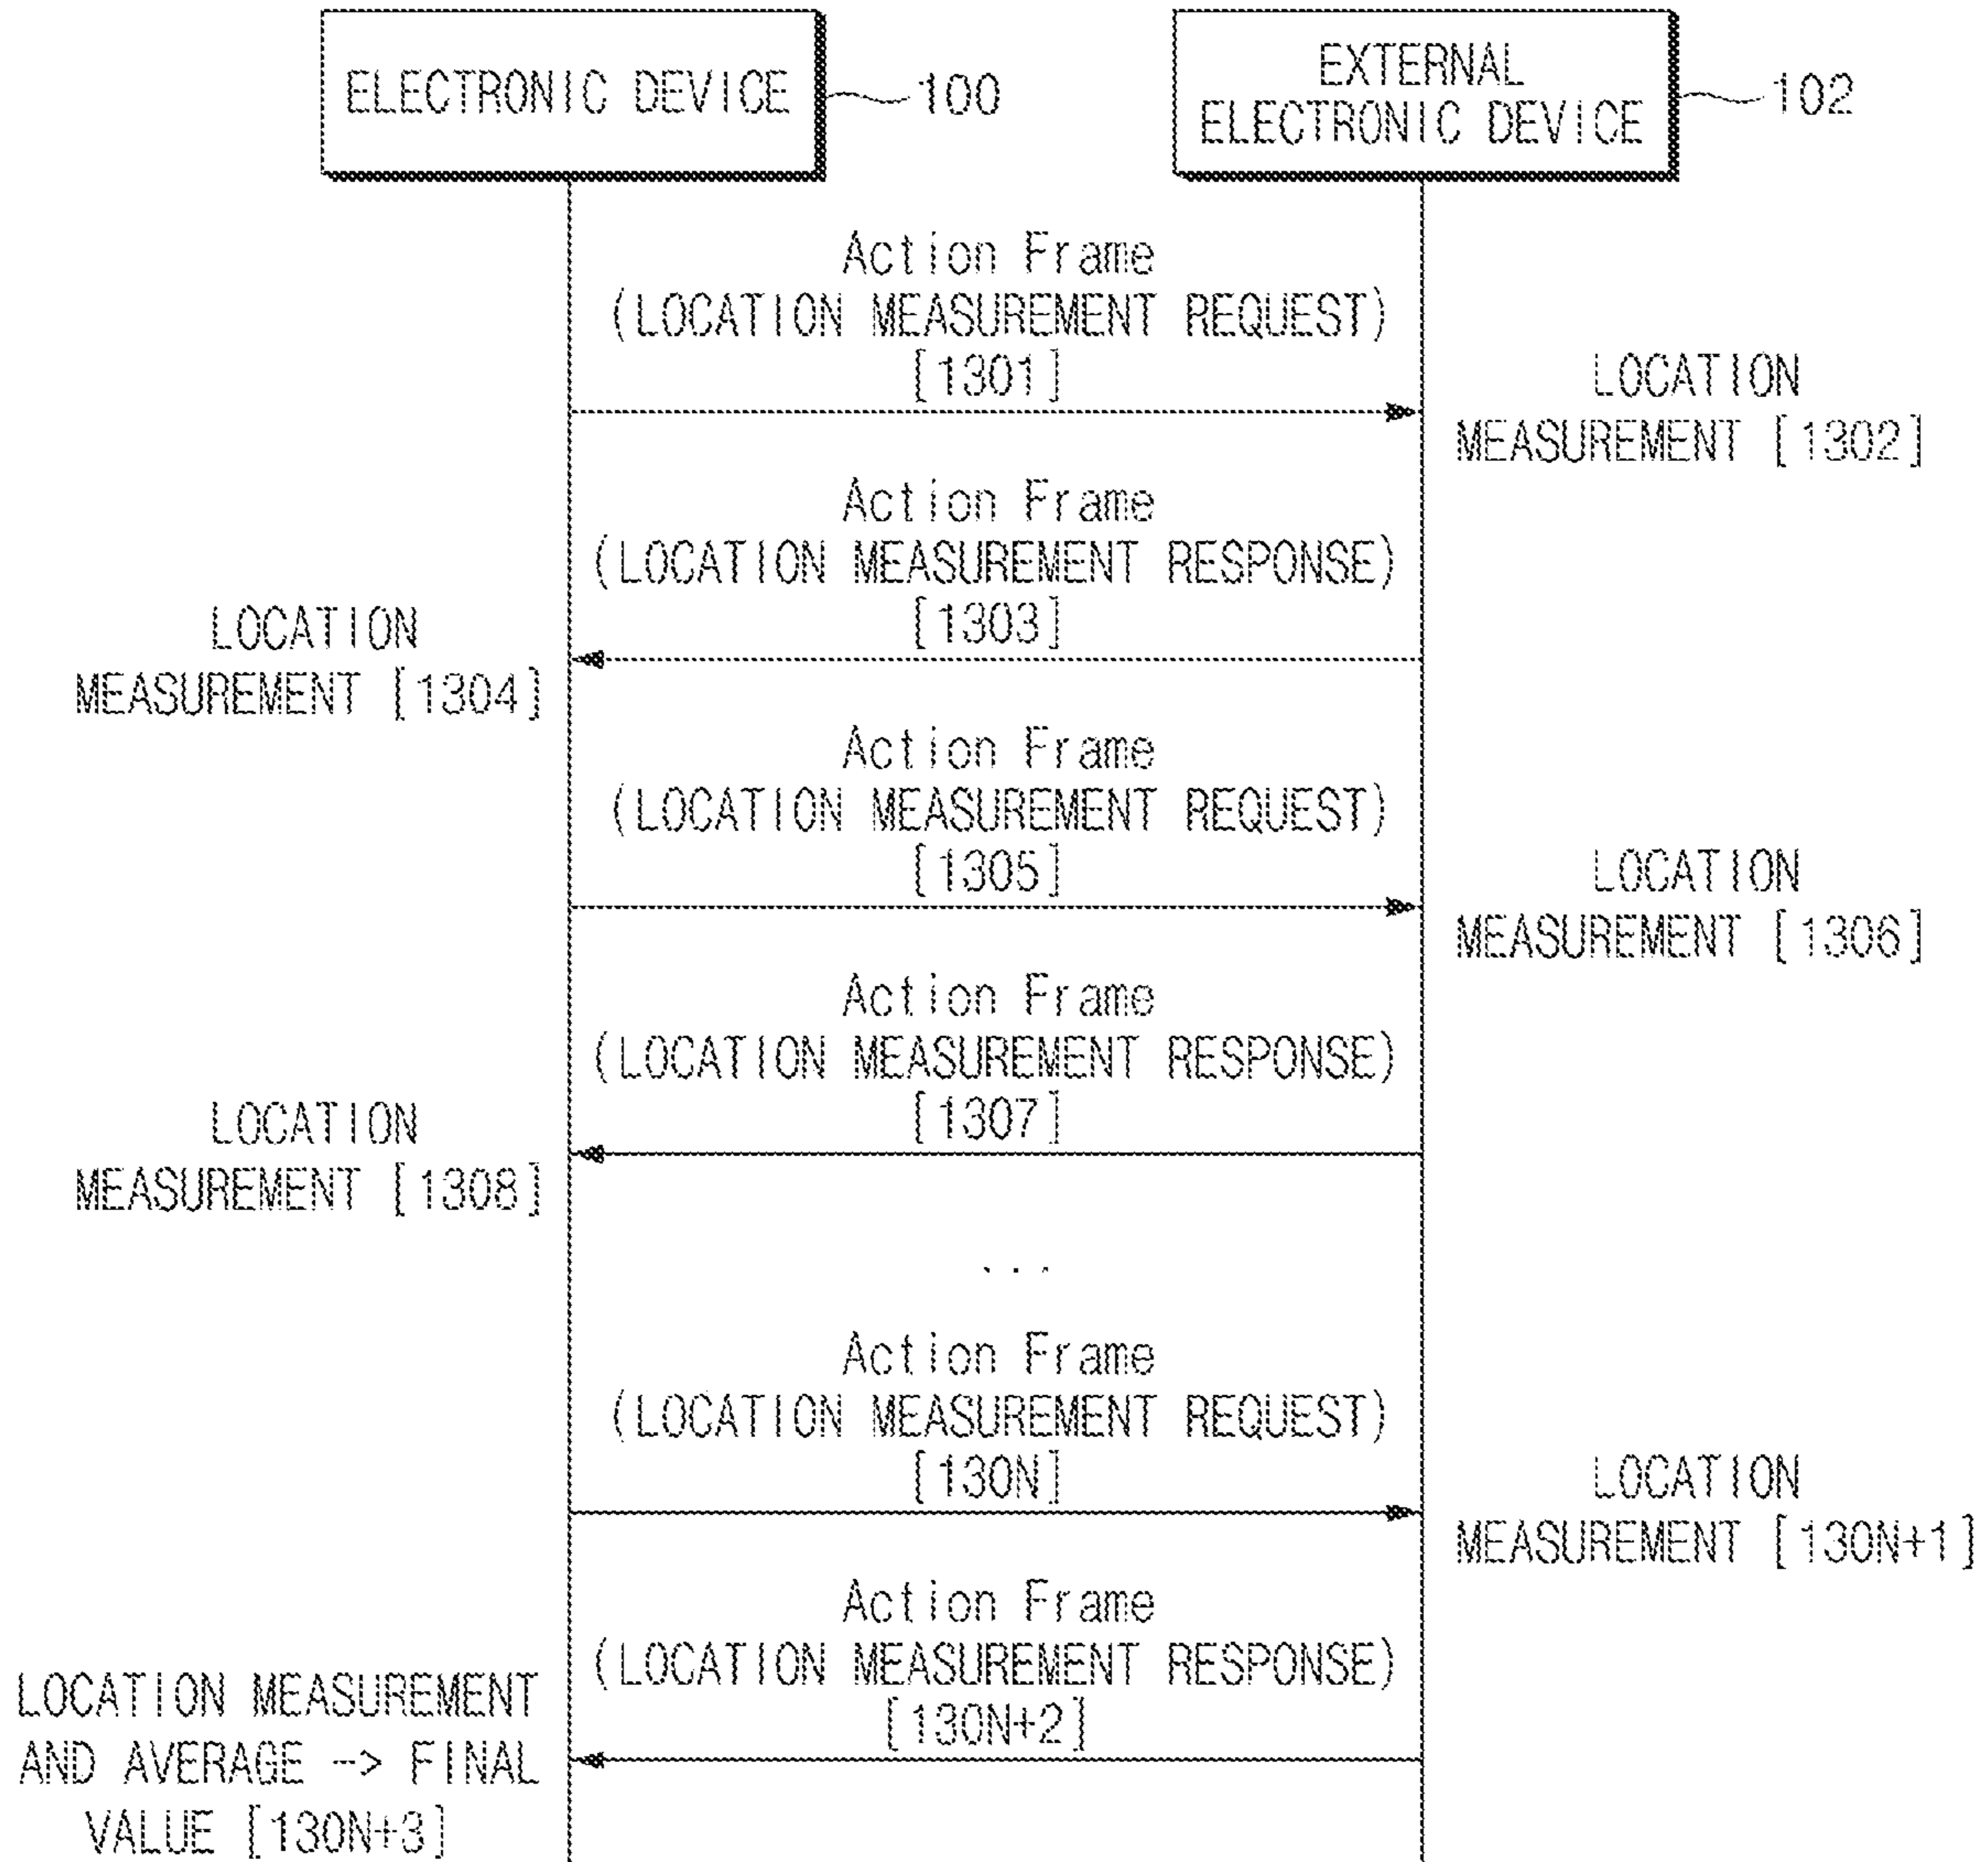 ELECTRONIC DEVICE
100
EXTERNAL
ELECTRONIC DEVICE
102
Action Frame
(LOCATION MEASUREMENT REQUEST)
[1301]
LOCATION
MEASUREMENT [1302]
Action Frame
(LOCATION MEASUREMENT RESPONSE)
[1303]
LOCATION
MEASUREMENT [1304]
Action Frame
(LOCATION MEASUREMENT REQUEST)
[1305]
LOCATION
MEASUREMENT [1306]
Action Frame
(LOCATION MEASUREMENT RESPONSE)
[1307]
LOCATION
MEASUREMENT [1308]
...
Action Frame
(LOCATION MEASUREMENT REQUEST)
[130N]
LOCATION
MEASUREMENT [130N+1]
Action Frame
(LOCATION MEASUREMENT RESPONSE)
[130N+2]
LOCATION MEASUREMENT
AND AVERAGE -> FINAL
VALUE [130N+3]